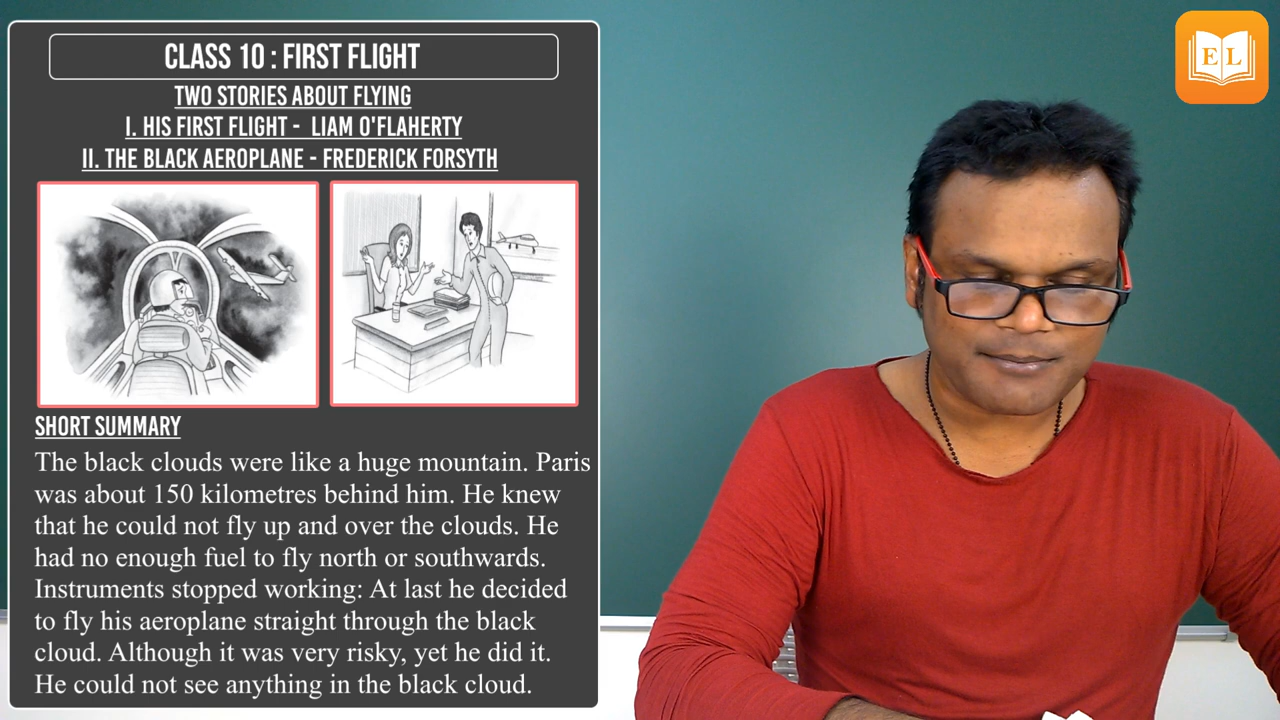 CLASS 10 : FIRST FLIGHT
TWO STORIES ABOUT FLYING
I. HIS FIRST FLIGHT - LIAM O'FLAHERTY
II. THE BLACK AEROPLANE - FREDERICK FORSYTH
SHORT SUMMARY
The black clouds were like a huge mountain. Paris
was about 150 kilometres behind him. He knew
that he could not fly up and over the clouds. He
had no enough fuel to fly north or southwards.
Instruments stopped working: At last he decided
to fly his aeroplane straight through the black
cloud. Although it was very risky, yet he did it.
He could not see anything in the black cloud.
E L